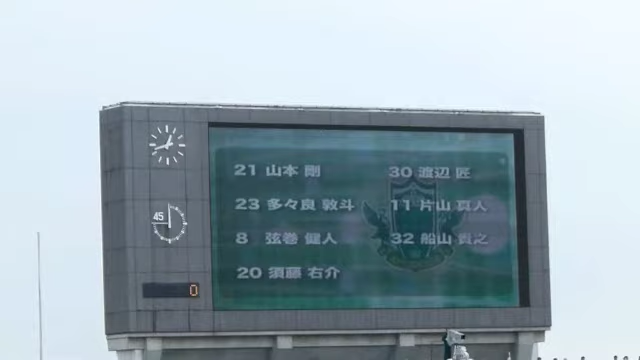 21 山本 剛
30 渡辺 匠
23 多々良 敦斗
11 片山 真人
8 弦巻 健人
32 船山 貴之
20 須藤 右介
45
0